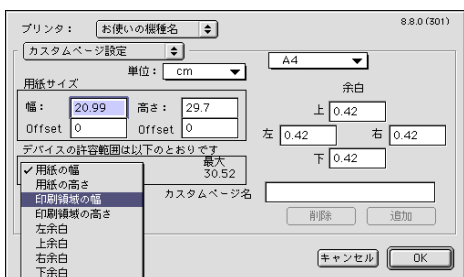 プリンタ： お使いの機種名 8.8.0 (301)
カスタムページ設定
単位： cm
A4
用紙サイズ
幅： 20.99 高さ： 29.7
Offset 0 Offset 0
余白
上 0.42
左 0.42 右 0.42
下 0.42
デバイスの許容範囲は以下のとおりです
最大
30.52
✓用紙の幅
用紙の高さ
印刷領域の幅
印刷領域の高さ
左余白
上余白
右余白
下余白
カスタムページ名
削除 追加
キャンセル OK